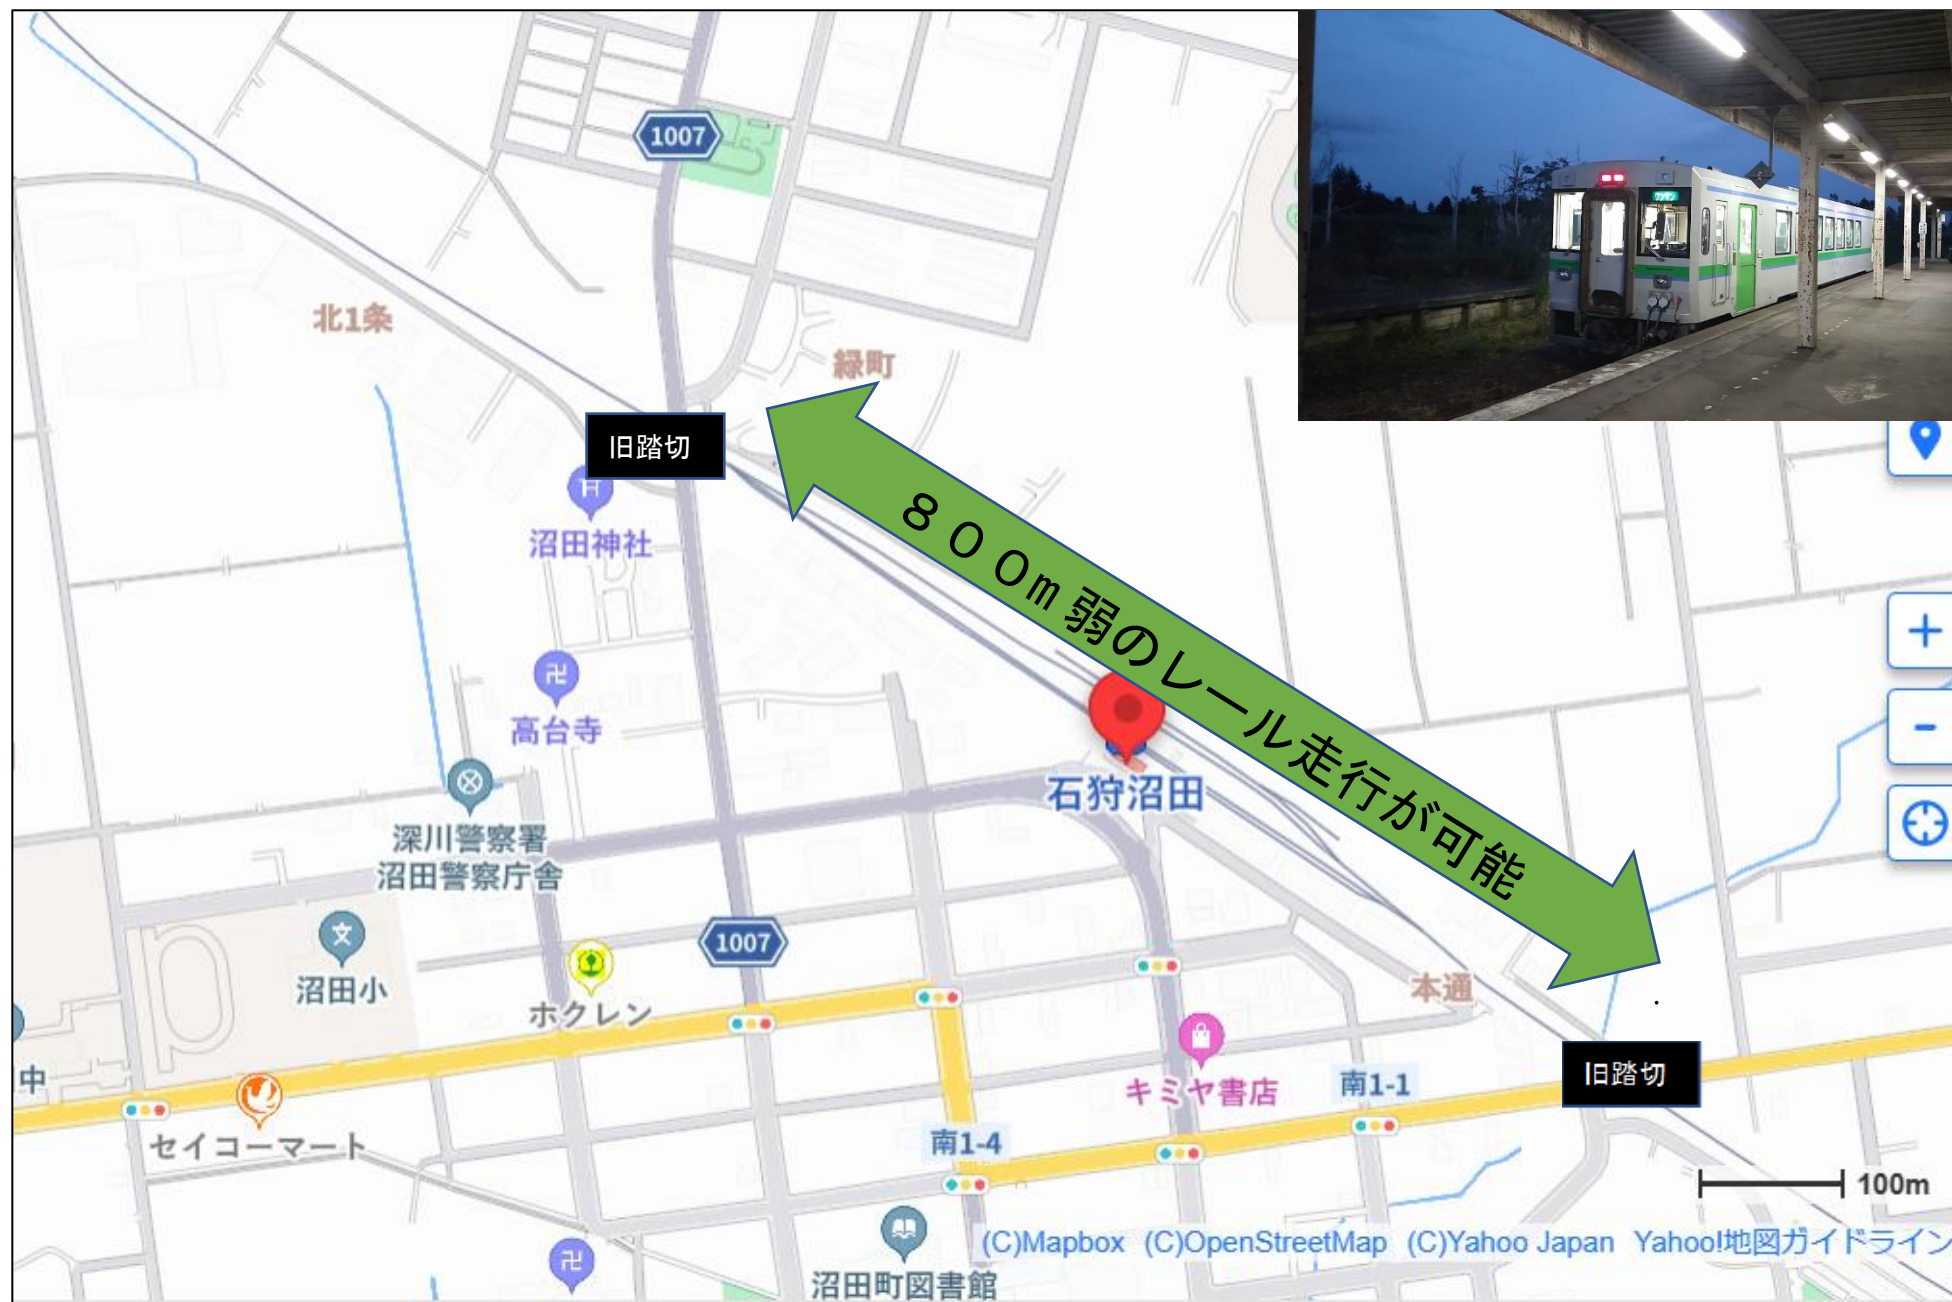 1007
北1条
緑町
旧踏切
８００ｍ弱のレール走行が可能
沼田神社
高台寺
石狩沼田
深川警察署
沼田警察庁舎
1007
沼田小
ホクレン
本通
中
キミヤ書店
南1-1
旧踏切
セイコーマート
南1-4
100m
沼田町図書館
(C)Mapbox (C)OpenStreetMap (C)Yahoo Japan Yahoo!地図ガイドライン